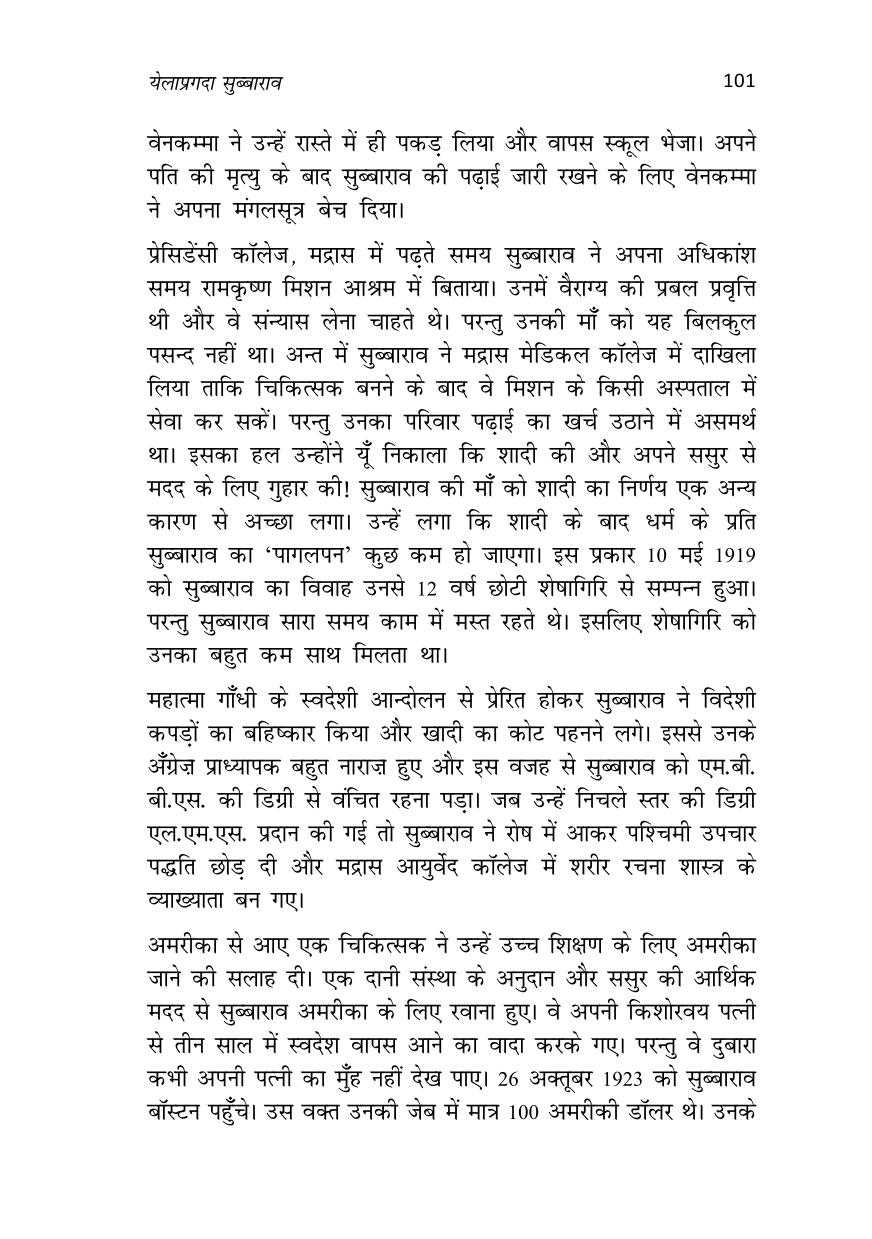 येलाप्रगदा सुब्बाराव 101
वेनकम्मा ने उन्हें रास्ते में ही पकड़ लिया और वापस स्कूल भेजा। अपने
पति की मृत्यु के बाद सुब्बाराव की पढ़ाई जारी रखने के लिए वेनकम्मा
ने अपना मंगलसूत्र बेच दिया।
प्रेसिडेंसी कॉलेज, मद्रास में पढ़ते समय सुब्बाराव ने अपना अधिकांश
समय रामकृष्ण मिशन आश्रम में बिताया। उनमें वैराग्य की प्रबल प्रवृत्ति
थी और वे संन्यास लेना चाहते थे। परन्तु उनकी माँ को यह बिलकुल
पसन्द नहीं था। अन्त में सुब्बाराव ने मद्रास मेडिकल कॉलेज में दाखिला
लिया ताकि चिकित्सक बनने के बाद वे मिशन के किसी अस्पताल में
सेवा कर सकें। परन्तु उनका परिवार पढ़ाई का खर्च उठाने में असमर्थ
था। इसका हल उन्होंने यूँ निकाला कि शादी की और अपने ससुर से
मदद के लिए गुहार की! सुब्बाराव की माँ को शादी का निर्णय एक अन्य
कारण से अच्छा लगा। उन्हें लगा कि शादी के बाद धर्म के प्रति
सुब्बाराव का ‘पागलपन’ कुछ कम हो जाएगा। इस प्रकार 10 मई 1919
को सुब्बाराव का विवाह उनसे 12 वर्ष छोटी शेषागिरि से सम्पन्न हुआ।
परन्तु सुब्बाराव सारा समय काम में मस्त रहते थे। इसलिए शेषागिरि को
उनका बहुत कम साथ मिलता था।
महात्मा गाँधी के स्वदेशी आन्दोलन से प्रेरित होकर सुब्बाराव ने विदेशी
कपड़ों का बहिष्कार किया और खादी का कोट पहनने लगे। इससे उनके
अँग्रेज़ प्राध्यापक बहुत नाराज़ हुए और इस वजह से सुब्बाराव को एम.बी.
बी.एस. की डिग्री से वंचित रहना पड़ा। जब उन्हें निचले स्तर की डिग्री
एल.एम.एस. प्रदान की गई तो सुब्बाराव ने रोष में आकर पश्चिमी उपचार
पद्धति छोड़ दी और मद्रास आयुर्वेद कॉलेज में शरीर रचना शास्त्र के
व्याख्याता बन गए।
अमरीका से आए एक चिकित्सक ने उन्हें उच्च शिक्षण के लिए अमरीका
जाने की सलाह दी। एक दानी संस्था के अनुदान और ससुर की आर्थिक
मदद से सुब्बाराव अमरीका के लिए रवाना हुए। वे अपनी किशोरवय पत्नी
से तीन साल में स्वदेश वापस आने का वादा करके गए। परन्तु वे दुबारा
कभी अपनी पत्नी का मुँह नहीं देख पाए। 26 अक्तूबर 1923 को सुब्बाराव
बॉस्टन पहुँचे। उस वक्त उनकी जेब में मात्र 100 अमरीकी डॉलर थे। उनके